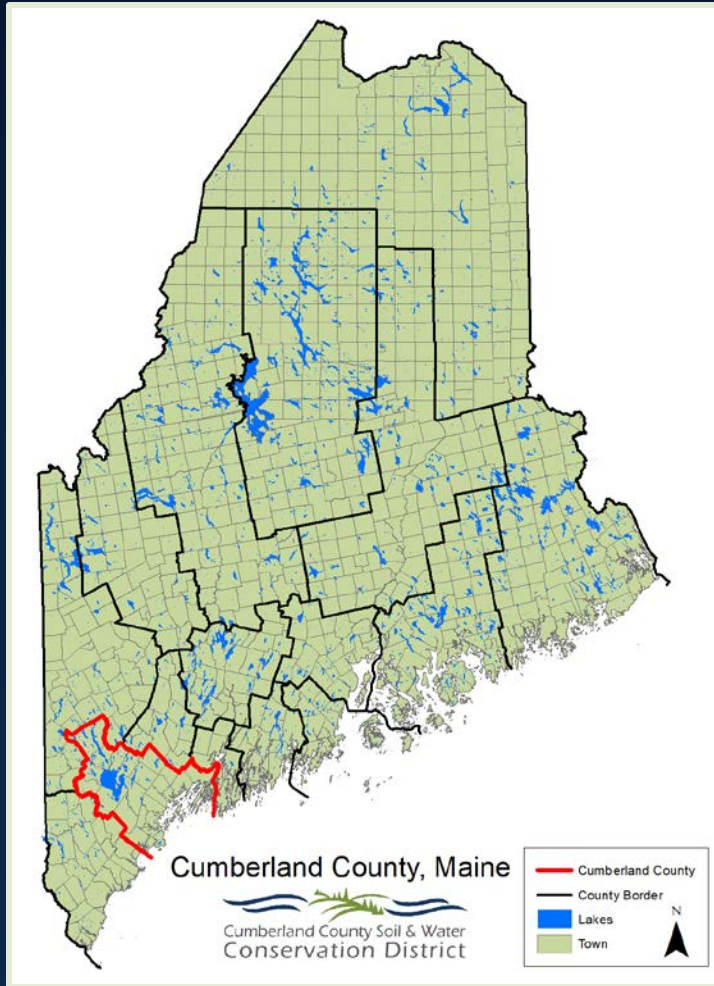 Cumberland County, Maine
Cumberland County Soil & Water
Conservation District
Cumberland County
County Border
Lakes
Town
N